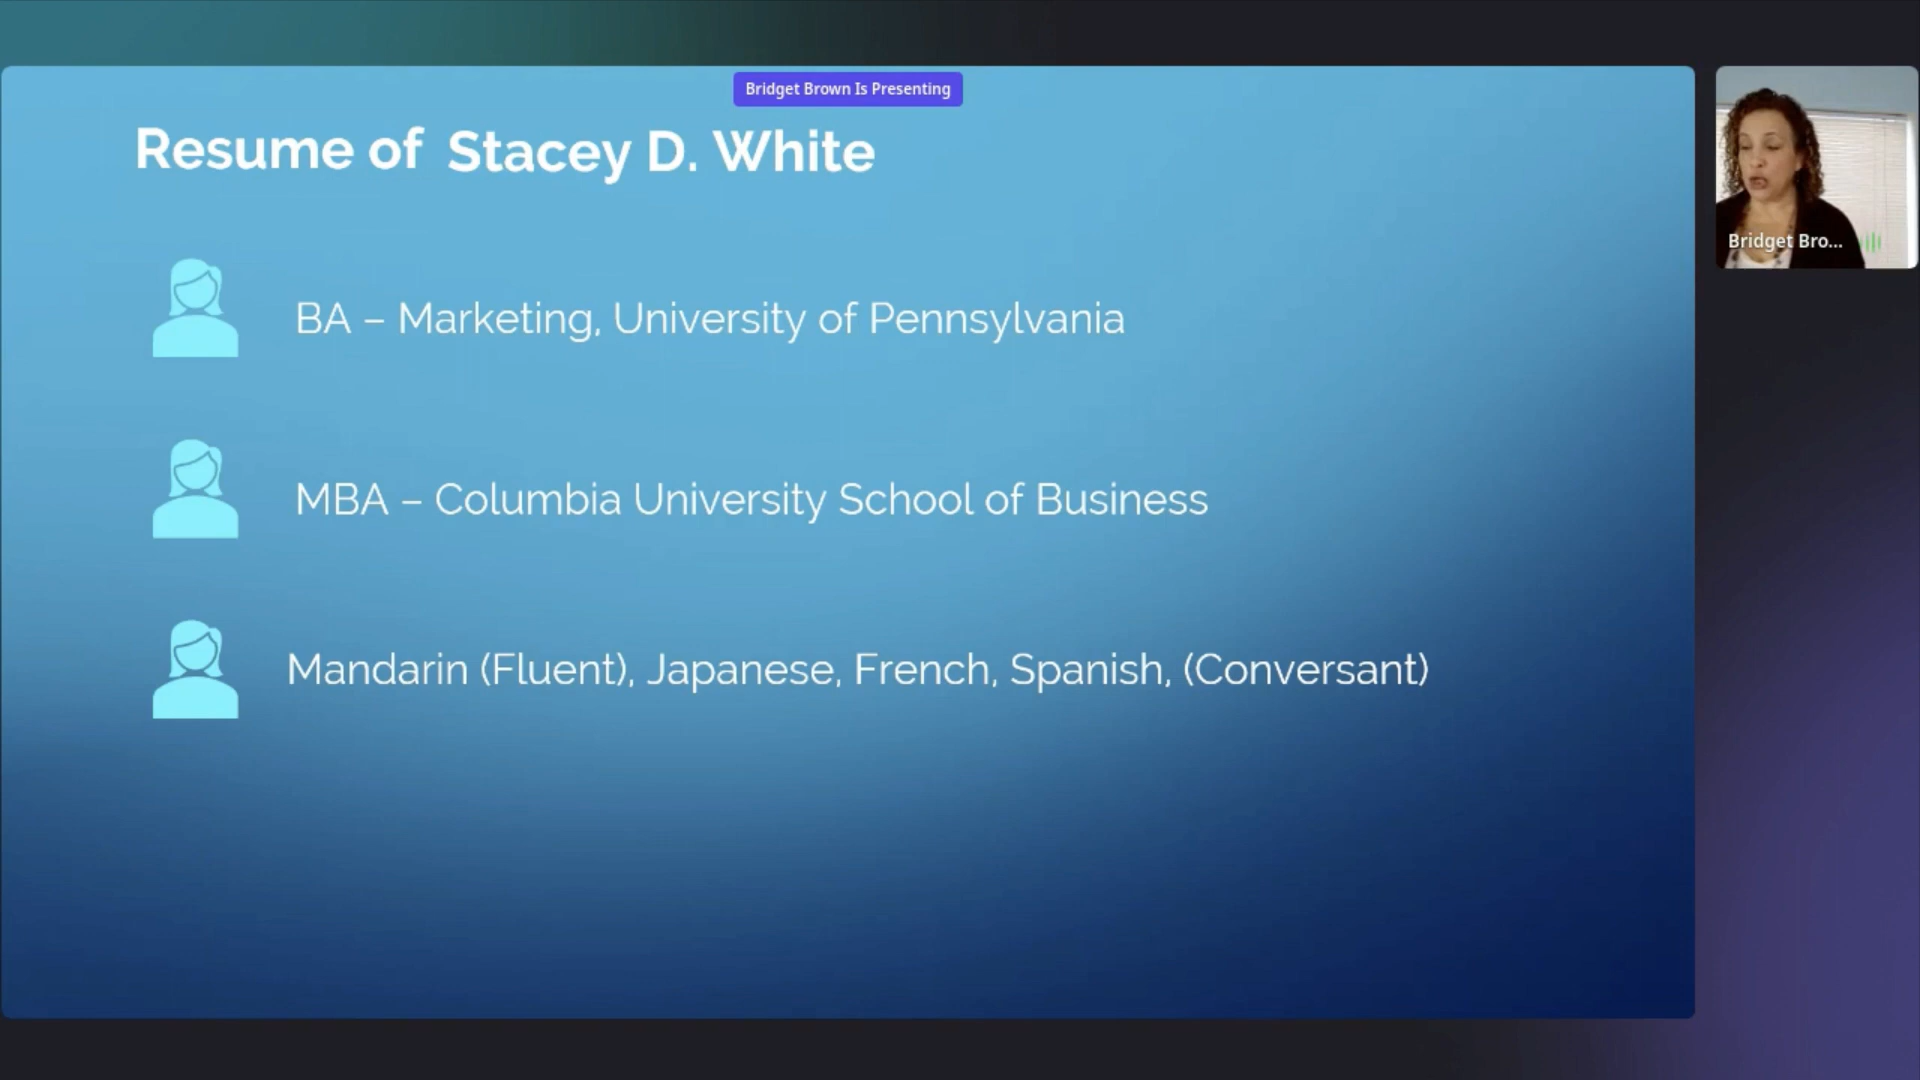 Bridget Brown Is Presenting
Resume of Stacey D. White
Bridget Bro...
BA – Marketing, University of Pennsylvania
MBA – Columbia University School of Business
Mandarin (Fluent), Japanese, French, Spanish, (Conversant)